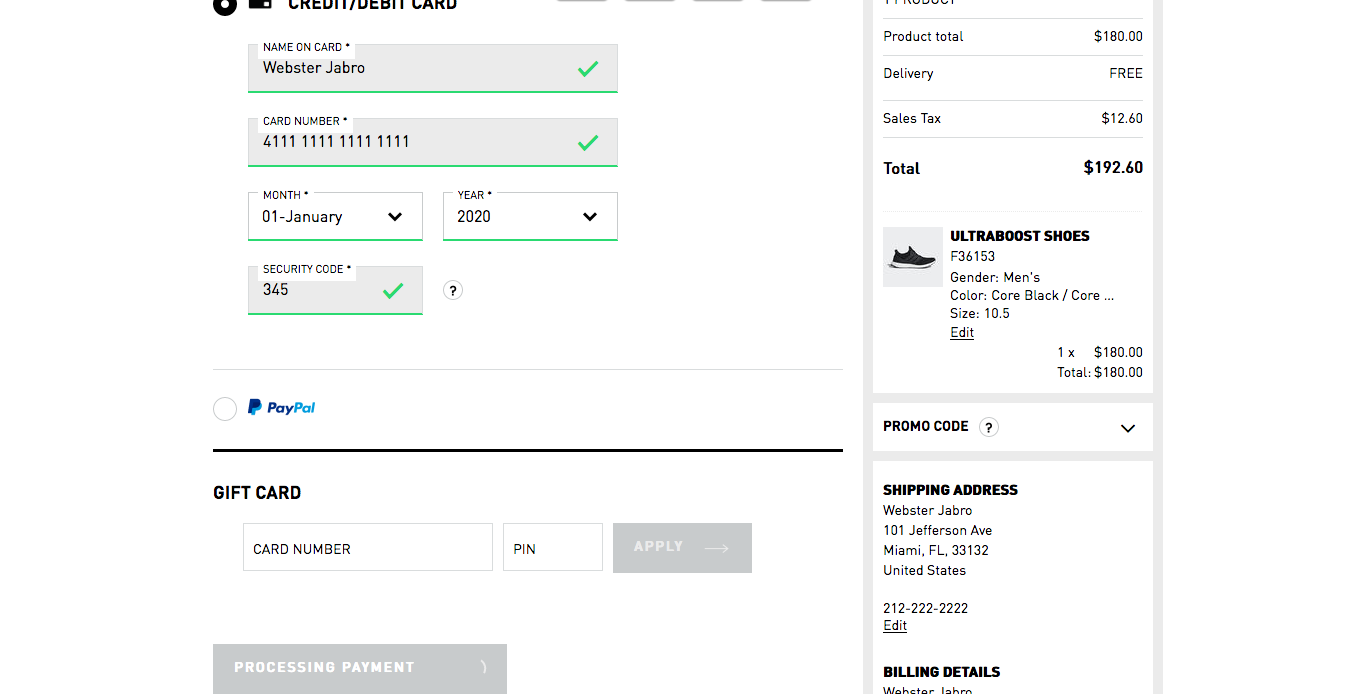 CREDIT/DEBIT CARD
NAME ON CARD *
Webster Jabro
CARD NUMBER *
4111 1111 1111 1111
MONTH *
01-January
YEAR *
2020
SECURITY CODE *
345
?
PayPal
GIFT CARD
CARD NUMBER
PIN
APPLY
PROCESSING PAYMENT
1 PRODUCT
Product total $180.00
Delivery FREE
Sales Tax $12.60
Total $192.60
ULTRABOOST SHOES
F36153
Gender: Men's
Color: Core Black / Core ...
Size: 10.5
Edit
1 x $180.00
Total: $180.00
PROMO CODE ?
SHIPPING ADDRESS
Webster Jabro
101 Jefferson Ave
Miami, FL, 33132
United States
212-222-2222
Edit
BILLING DETAILS
Webster Jabro